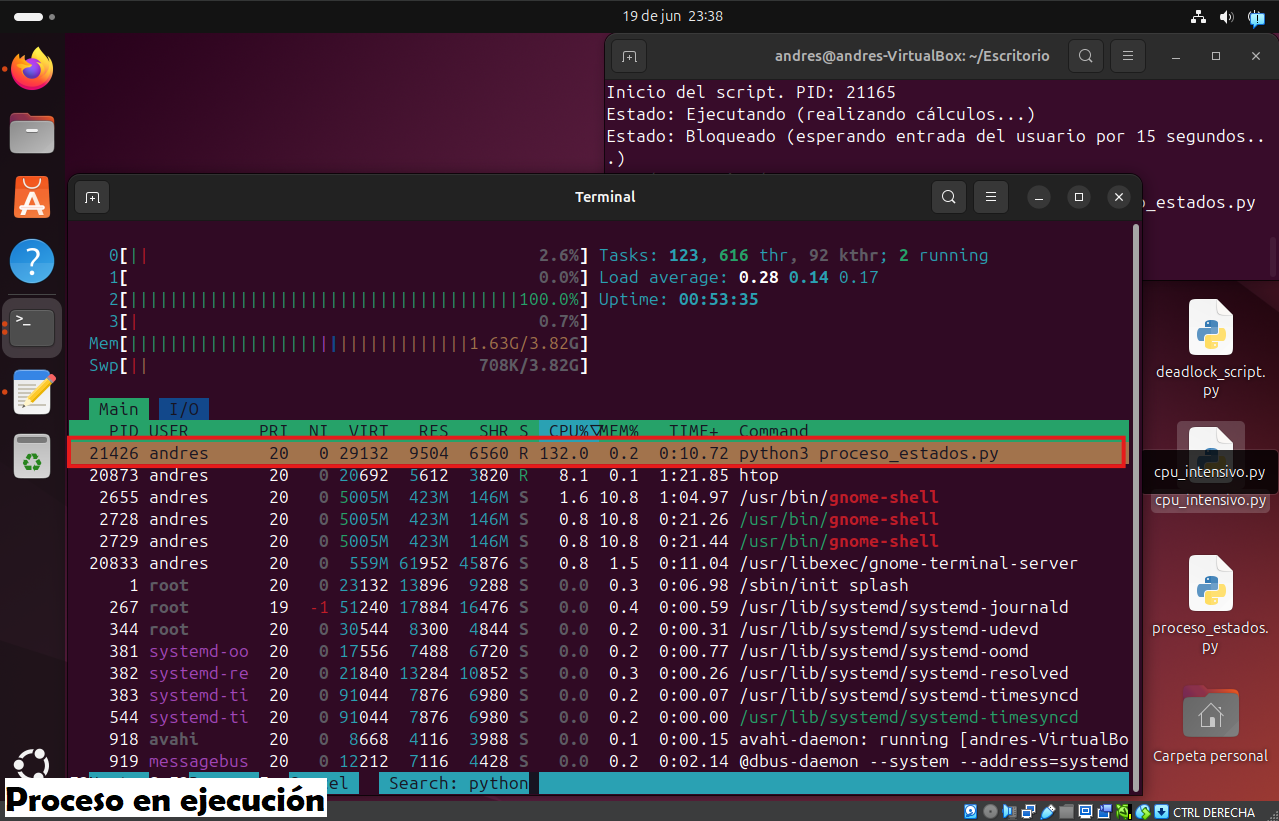 19 de jun 23:38
andres@andres-VirtualBox: ~/Escritorio
Inicio del script. PID: 21165
Estado: Ejecutando (realizando cálculos...)
Estado: Bloqueado (esperando entrada del usuario por 15 segundos..
.)
o_estados.py
Terminal
0[|| 2.6%] Tasks: 123, 616 thr, 92 kthr; 2 running
1[ 0.0%] Load average: 0.28 0.14 0.17
2[|||||||||||||||||||||||||||||||||||||||100.0%] Uptime: 00:53:35
3[| 0.7%]
Mem[||||||||||||||||||||||||||||||||||1.63G/3.82G]
Swp[|| 708K/3.82G]
Main I/O
PID USER PRI NI VIRT RES SHR S CPU%▽MEM% TIME+ Command
21426 andres 20 0 29132 9504 6560 R 132.0 0.2 0:10.72 python3 proceso_estados.py
20873 andres 20 0 20692 5612 3820 R 8.1 0.1 1:21.85 htop
2655 andres 20 0 5005M 423M 146M S 1.6 10.8 1:04.97 /usr/bin/gnome-shell
2728 andres 20 0 5005M 423M 146M S 0.8 10.8 0:21.26 /usr/bin/gnome-shell
2729 andres 20 0 5005M 423M 146M S 0.8 10.8 0:21.44 /usr/bin/gnome-shell
20833 andres 20 0 559M 61952 45876 S 0.8 1.5 0:11.04 /usr/libexec/gnome-terminal-server
1 root 20 0 23132 13896 9288 S 0.0 0.3 0:06.98 /sbin/init splash
267 root 19 -1 51240 17884 16476 S 0.0 0.4 0:00.59 /usr/lib/systemd/systemd-journald
344 root 20 0 30544 8300 4844 S 0.0 0.2 0:00.31 /usr/lib/systemd/systemd-udevd
381 systemd-oo 20 0 17556 7488 6720 S 0.0 0.2 0:00.77 /usr/lib/systemd/systemd-oomd
382 systemd-re 20 0 21840 13284 10852 S 0.0 0.3 0:00.26 /usr/lib/systemd/systemd-resolved
383 systemd-ti 20 0 91044 7876 6980 S 0.0 0.2 0:00.07 /usr/lib/systemd/systemd-timesyncd
544 systemd-ti 20 0 91044 7876 6980 S 0.0 0.2 0:00.00 /usr/lib/systemd/systemd-timesyncd
918 avahi 20 0 8668 4116 3988 S 0.0 0.1 0:00.15 avahi-daemon: running [andres-VirtualBo
919 messagebus 20 0 12212 7116 4428 S 0.0 0.2 0:02.14 @dbus-daemon --system --address=systemd
el Search: python
deadlock_script.
py
cpu_intensivo.py
cpu_intensivo.py
proceso_estados.
py
Carpeta personal
Proceso en ejecución
CTRL DERECHA